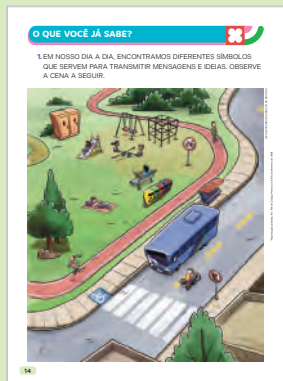 O QUE VOCÊ JÁ SABE?
1. EM NOSSO DIA A DIA, ENCONTRAMOS DIFERENTES SÍMBOLOS
QUE SERVEM PARA TRANSMITIR MENSAGENS E IDEIAS. OBSERVE
A CENA A SEGUIR.
14